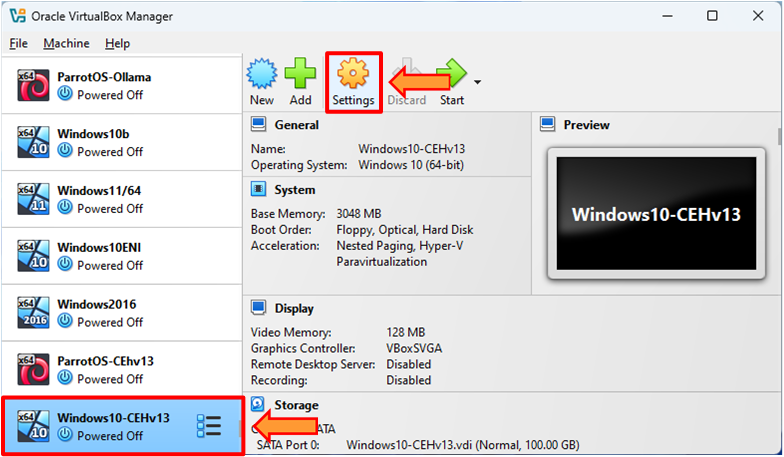 Oracle VirtualBox Manager
File Machine Help
x64
ParrotOS-Ollama
Powered Off
x64
10
Windows10b
Powered Off
x64
11
Windows11/64
Powered Off
x64
10
Windows10ENI
Powered Off
x64
2016
Windows2016
Powered Off
x64
ParrotOS-CEhv13
Powered Off
x64
10
Windows10-CEHv13
Powered Off
New Add Settings Discard Start
General
Name: Windows10-CEHv13
Operating System: Windows 10 (64-bit)
System
Base Memory: 3048 MB
Boot Order: Floppy, Optical, Hard Disk
Acceleration: Nested Paging, Hyper-V
Paravirtualization
Display
Video Memory: 128 MB
Graphics Controller: VBoxSVGA
Remote Desktop Server: Disabled
Recording: Disabled
Storage
ATA
SATA Port 0: Windows10-CEHv13.vdi (Normal, 100.00 GB)
Preview
Windows10-CEHv13